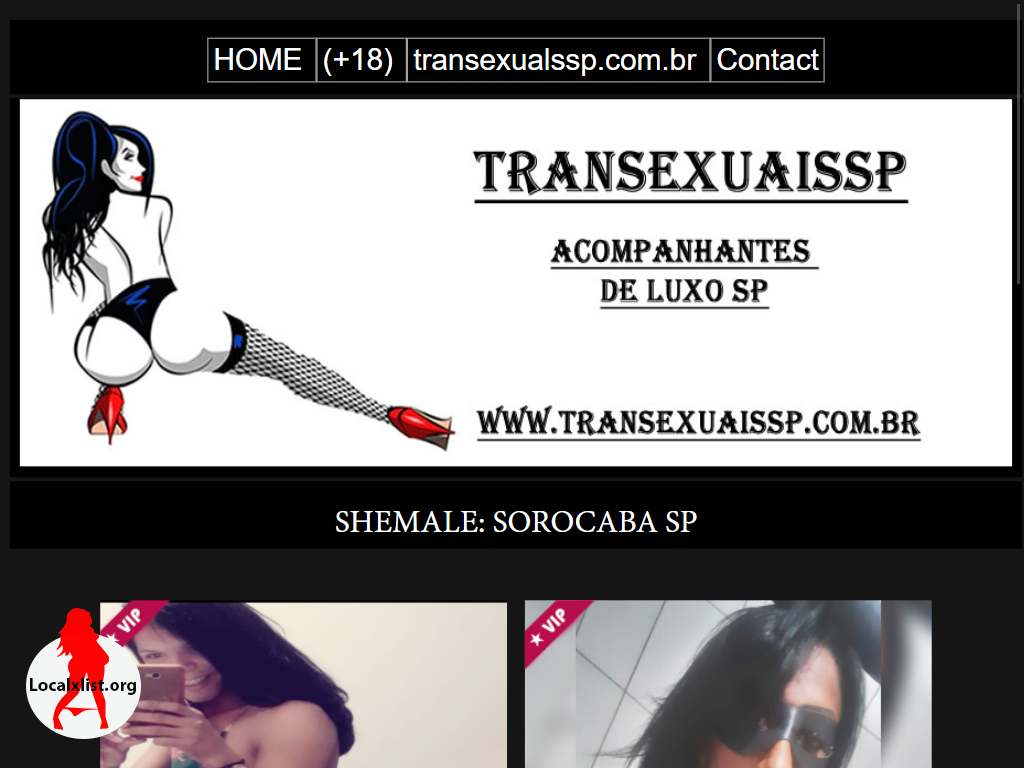 HOME (+18) transexualssp.com.br Contact
TRANSEXUAISSP
ACOMPANHANTES
DE LUXO SP
WWW.TRANSEXUAISSP.COM.BR
SHEMALE: SOROCABA SP
★ VIP
★ VIP
Localxlist.org